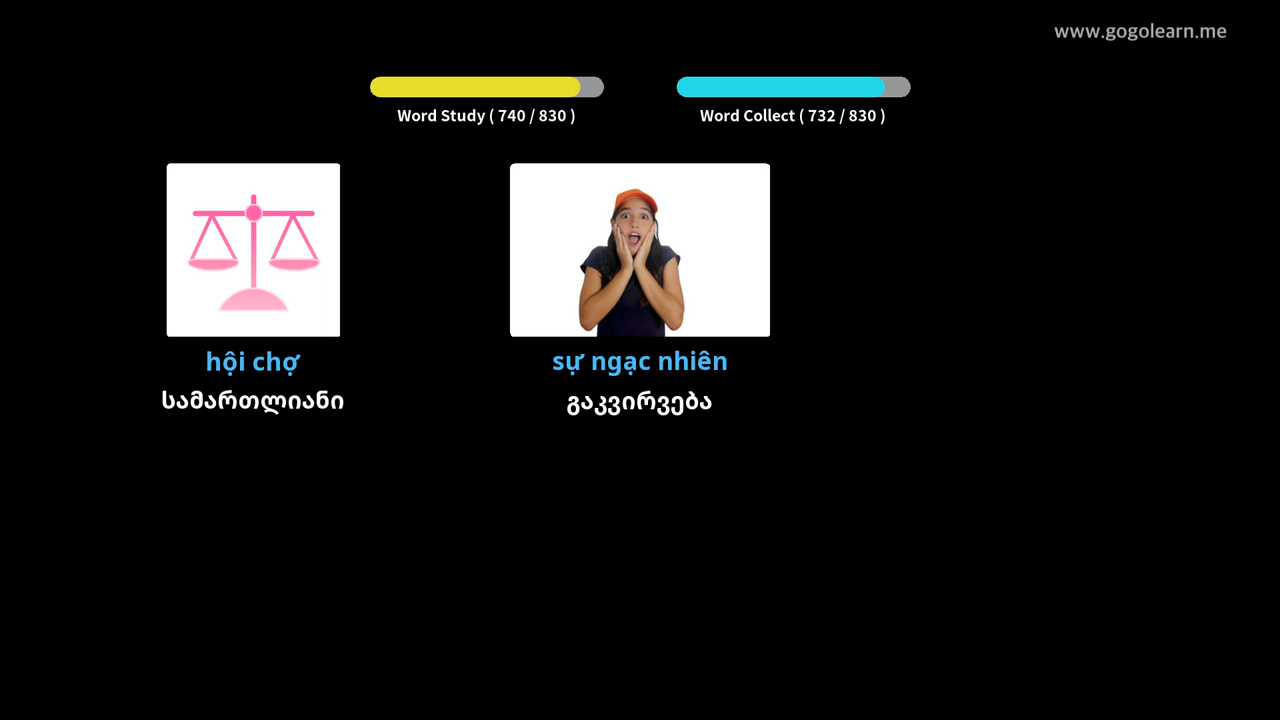 www.gogolearn.me
Word Study ( 740 / 830 )
Word Collect ( 732 / 830 )
hội chợ
სამართლიანი
sự ngạc nhiên
გაკვირვება